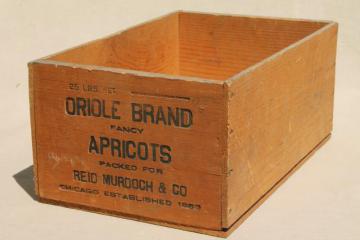 25 LBS. NET
ORIOLE BRAND
FANCY
APRICOTS
PACKED FOR
REID MURDOCH & CO
CHICAGO ESTABLISHED 1853